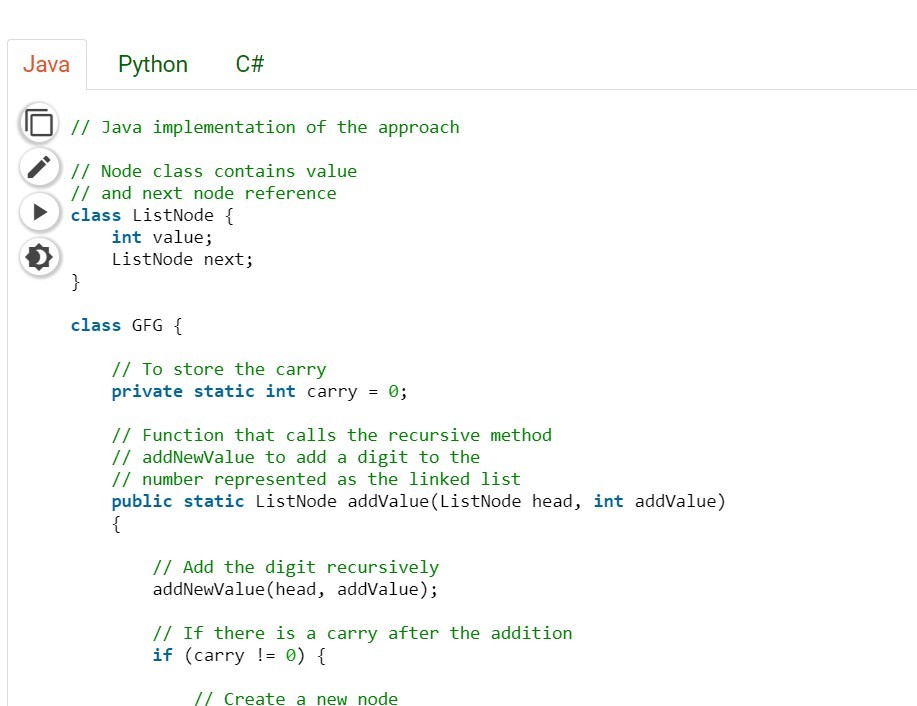 Java Python C#
// Java implementation of the approach
// Node class contains value
// and next node reference
class ListNode {
    int value;
    ListNode next;
}
class GFG {
    // To store the carry
    private static int carry = 0;
    // Function that calls the recursive method
    // addNewValue to add a digit to the
    // number represented as the linked list
    public static ListNode addValue(ListNode head, int addValue)
    {
        // Add the digit recursively
        addNewValue(head, addValue);
        // If there is a carry after the addition
        if (carry != 0) {
            // Create a new node